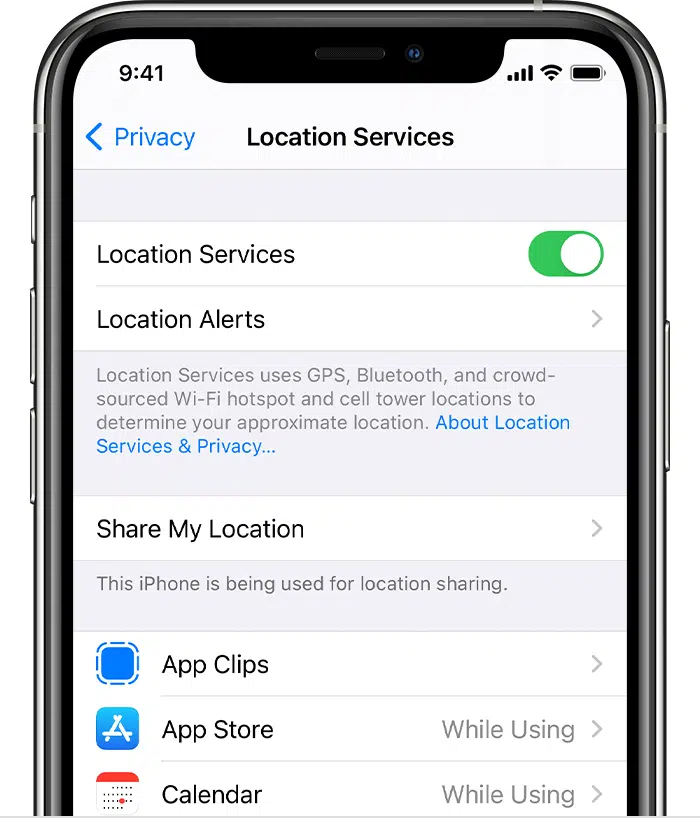 9:41
Privacy
Location Services
Location Services
Location Alerts
Location Services uses GPS, Bluetooth, and crowd-
sourced Wi-Fi hotspot and cell tower locations to
determine your approximate location. About Location
Services & Privacy...
Share My Location
This iPhone is being used for location sharing.
App Clips
App Store While Using
Calendar While Using